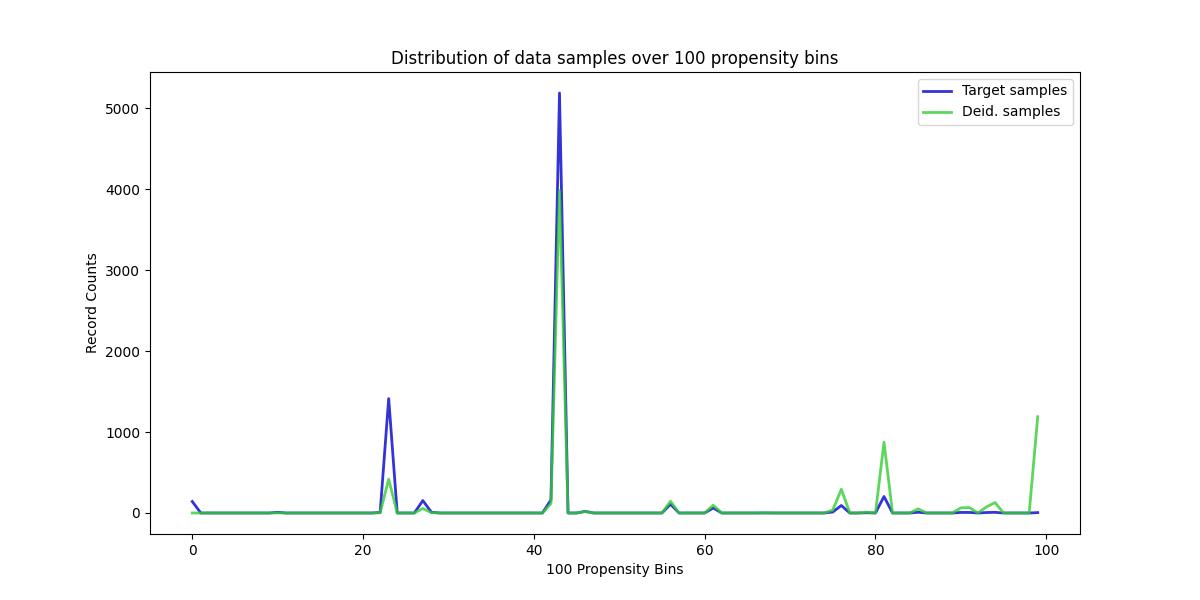 Distribution of data samples over 100 propensity bins
Target samples
Deid. samples
5000
4000
3000
2000
1000
0
Record Counts
0 20 40 60 80 100
100 Propensity Bins